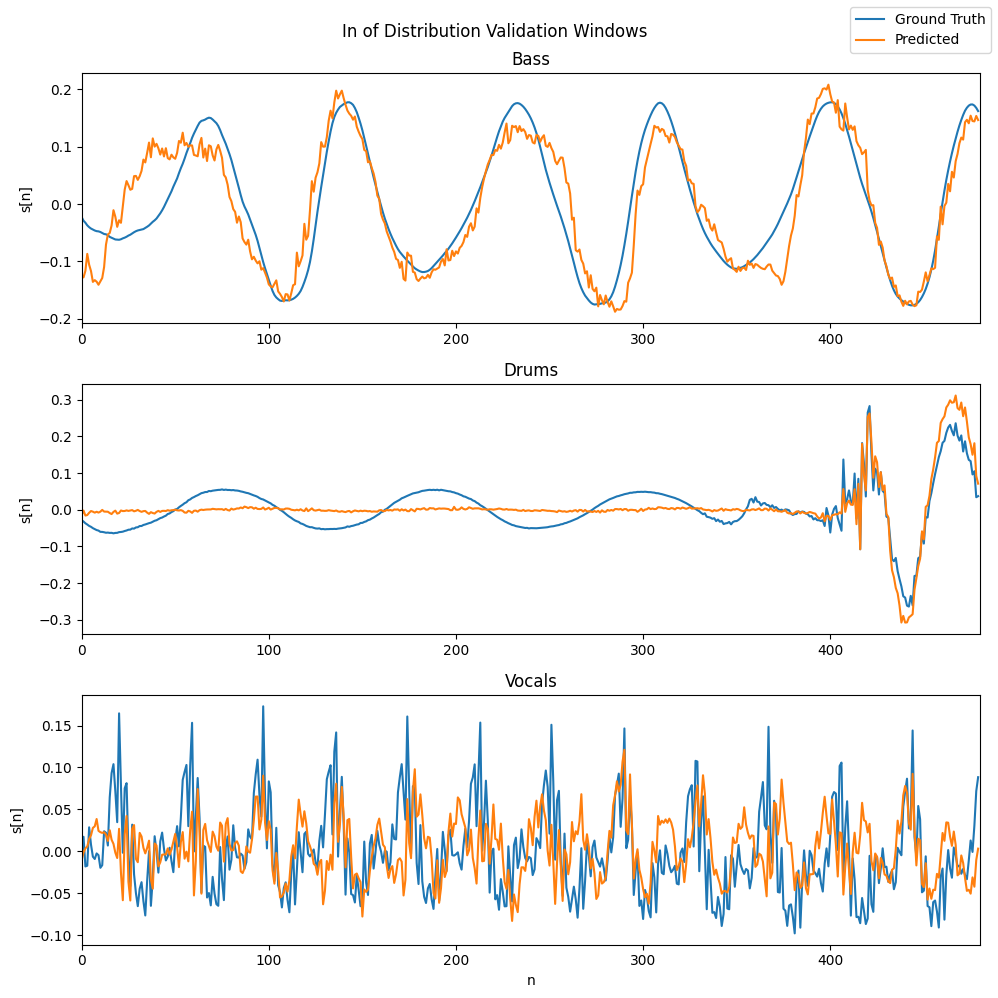 In of Distribution Validation Windows
Ground Truth
Predicted
Bass
s[n]
0.2
0.1
0.0
−0.1
−0.2
0 100 200 300 400
Drums
s[n]
0.3
0.2
0.1
0.0
−0.1
−0.2
−0.3
0 100 200 300 400
Vocals
s[n]
0.15
0.10
0.05
0.00
−0.05
−0.10
0 100 200 300 400
n